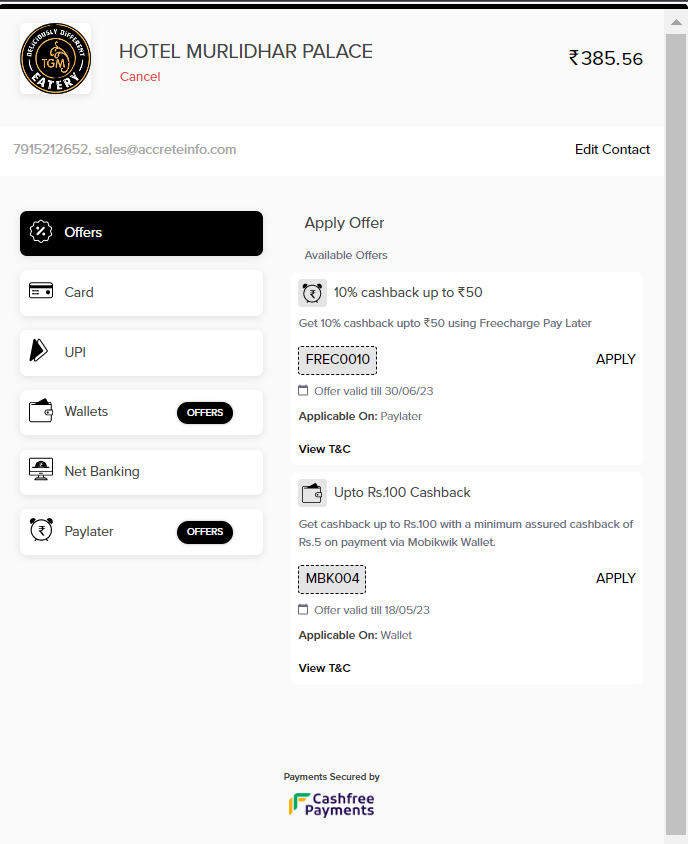 DELICIOUSLY DIFFERENT
TGM
EATERY
HOTEL MURLIDHAR PALACE
₹385.56
Cancel
7915212652, sales@accreteinfo.com
Edit Contact
Offers
Card
UPI
Wallets OFFERS
Net Banking
Paylater OFFERS
Apply Offer
Available Offers
10% cashback up to ₹50
Get 10% cashback upto ₹50 using Freecharge Pay Later
FREC0010 APPLY
Offer valid till 30/06/23
Applicable On: Paylater
View T&C
Upto Rs.100 Cashback
Get cashback up to Rs.100 with a minimum assured cashback of
Rs.5 on payment via Mobikwik Wallet.
MBK004 APPLY
Offer valid till 18/05/23
Applicable On: Wallet
View T&C
Payments Secured by
Cashfree
Payments